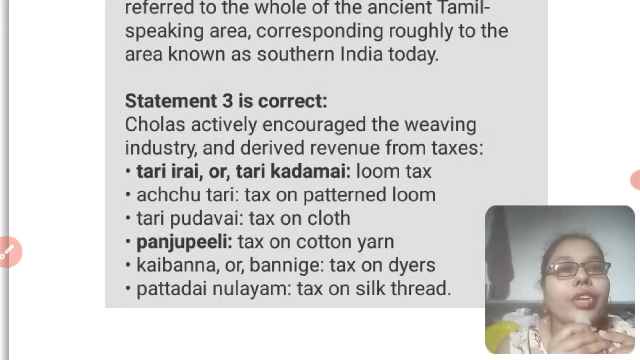 referred to the whole of the ancient Tamil-
speaking area, corresponding roughly to the
area known as southern India today.
Statement 3 is correct:
Cholas actively encouraged the weaving
industry, and derived revenue from taxes:
• tari irai, or, tari kadamai: loom tax
• achchu tari: tax on patterned loom
• tari pudavai: tax on cloth
• panjupeeli: tax on cotton yarn
• kaibanna, or, bannige: tax on dyers
• pattadai nulayam: tax on silk thread.